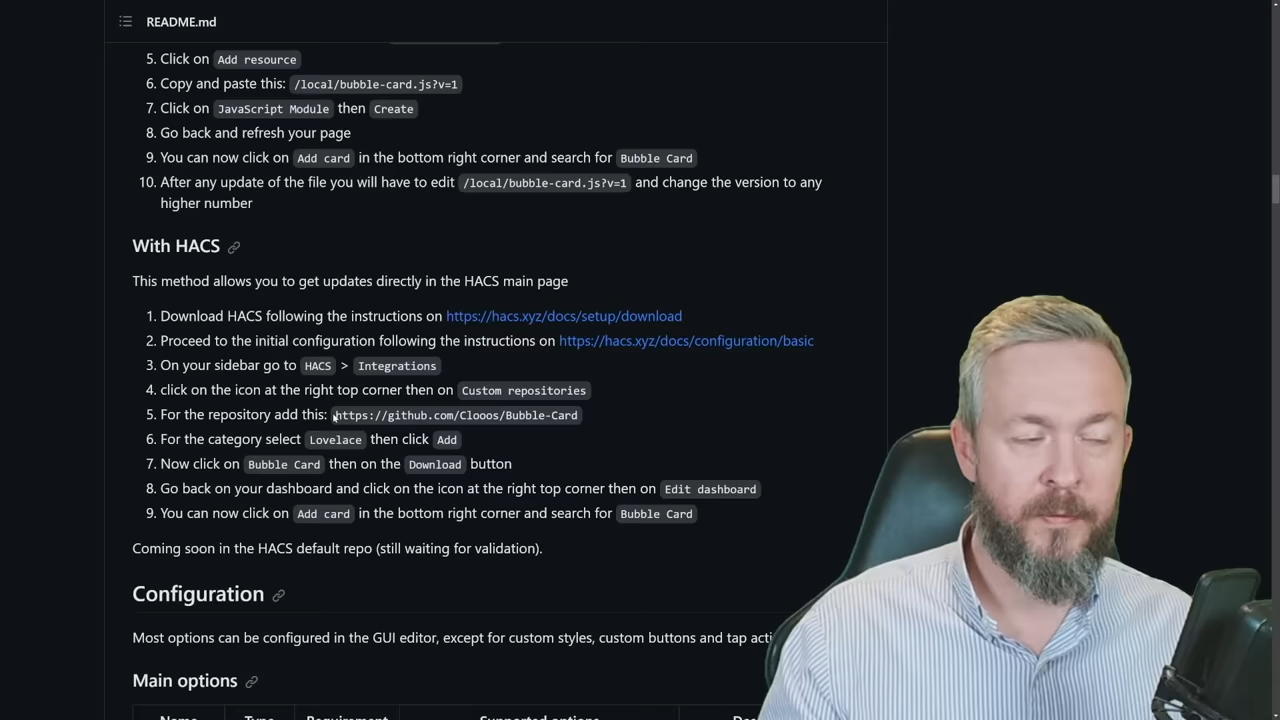 README.md
5. Click on Add resource
6. Copy and paste this: /local/bubble-card.js?v=1
7. Click on JavaScript Module then Create
8. Go back and refresh your page
9. You can now click on Add card in the bottom right corner and search for Bubble Card
10. After any update of the file you will have to edit /local/bubble-card.js?v=1 and change the version to any
higher number
With HACS
This method allows you to get updates directly in the HACS main page
1. Download HACS following the instructions on https://hacs.xyz/docs/setup/download
2. Proceed to the initial configuration following the instructions on https://hacs.xyz/docs/configuration/basic
3. On your sidebar go to HACS > Integrations
4. click on the icon at the right top corner then on Custom repositories
5. For the repository add this: https://github.com/Clooos/Bubble-Card
6. For the category select Lovelace then click Add
7. Now click on Bubble Card then on the Download button
8. Go back on your dashboard and click on the icon at the right top corner then on Edit dashboard
9. You can now click on Add card in the bottom right corner and search for Bubble Card
Coming soon in the HACS default repo (still waiting for validation).
Configuration
Most options can be configured in the GUI editor, except for custom styles, custom buttons and tap
Main options
Name Type Requirement Supported options